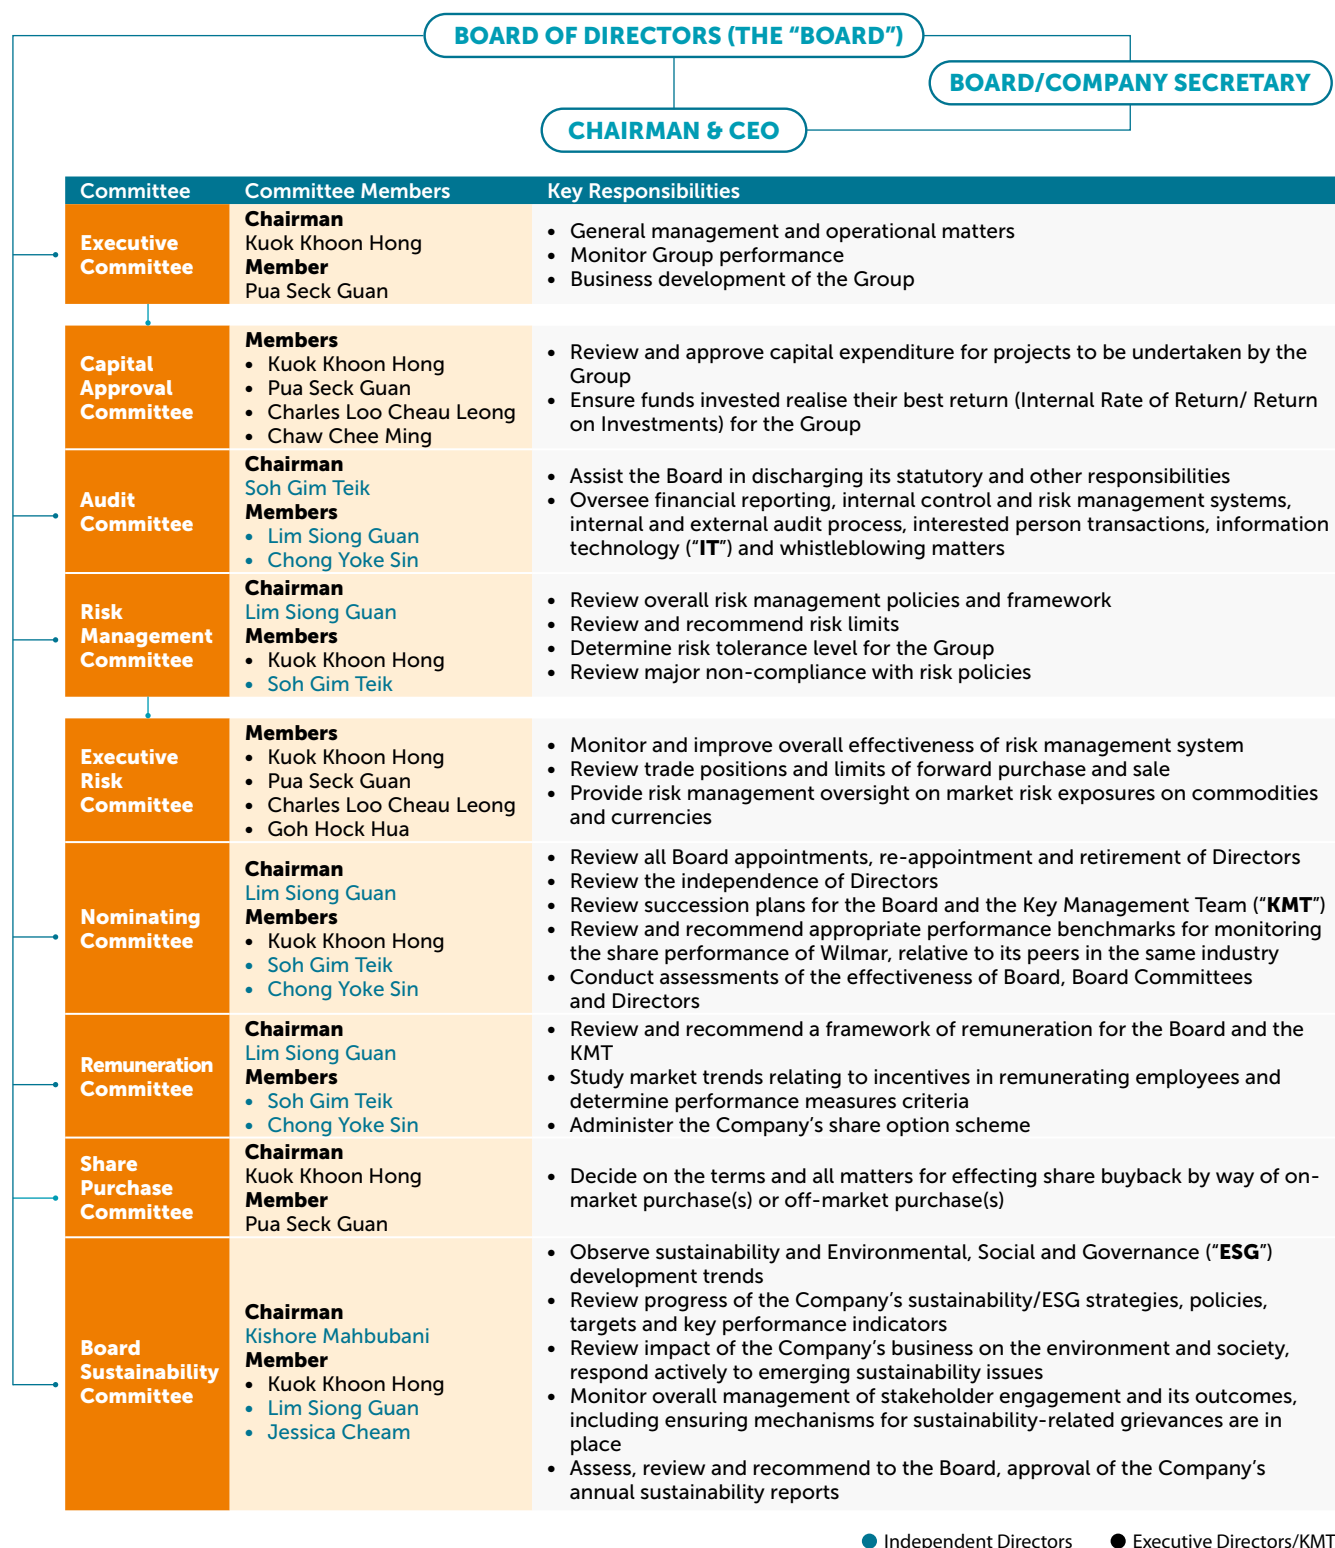 BOARD OF DIRECTORS (THE “BOARD”)
BOARD/COMPANY SECRETARY
CHAIRMAN & CEO
Committee
Committee Members
Key Responsibilities
Executive
Committee
Chairman
Kuok Khoon Hong
Member
Pua Seck Guan
• General management and operational matters
• Monitor Group performance
• Business development of the Group
Capital
Approval
Committee
Members
• Kuok Khoon Hong
• Pua Seck Guan
• Charles Loo Cheau Leong
• Chaw Chee Ming
• Review and approve capital expenditure for projects to be undertaken by the
Group
• Ensure funds invested realise their best return (Internal Rate of Return/ Return
on Investments) for the Group
Audit
Committee
Chairman
Soh Gim Teik
Members
• Lim Siong Guan
• Chong Yoke Sin
• Assist the Board in discharging its statutory and other responsibilities
• Oversee financial reporting, internal control and risk management systems,
internal and external audit process, interested person transactions, information
technology (“IT”) and whistleblowing matters
Risk
Management
Committee
Chairman
Lim Siong Guan
Members
• Kuok Khoon Hong
• Soh Gim Teik
• Review overall risk management policies and framework
• Review and recommend risk limits
• Determine risk tolerance level for the Group
• Review major non-compliance with risk policies
Executive
Risk
Committee
Members
• Kuok Khoon Hong
• Pua Seck Guan
• Charles Loo Cheau Leong
• Goh Hock Hua
• Monitor and improve overall effectiveness of risk management system
• Review trade positions and limits of forward purchase and sale
• Provide risk management oversight on market risk exposures on commodities
and currencies
Nominating
Committee
Chairman
Lim Siong Guan
Members
• Kuok Khoon Hong
• Soh Gim Teik
• Chong Yoke Sin
• Review all Board appointments, re-appointment and retirement of Directors
• Review the independence of Directors
• Review succession plans for the Board and the Key Management Team (“KMT”)
• Review and recommend appropriate performance benchmarks for monitoring
the share performance of Wilmar, relative to its peers in the same industry
• Conduct assessments of the effectiveness of Board, Board Committees
and Directors
Remuneration
Committee
Chairman
Lim Siong Guan
Members
• Soh Gim Teik
• Chong Yoke Sin
• Review and recommend a framework of remuneration for the Board and the
KMT
• Study market trends relating to incentives in remunerating employees and
determine performance measures criteria
• Administer the Company’s share option scheme
Share
Purchase
Committee
Chairman
Kuok Khoon Hong
Member
Pua Seck Guan
• Decide on the terms and all matters for effecting share buyback by way of on-
market purchase(s) or off-market purchase(s)
Board
Sustainability
Committee
Chairman
Kishore Mahbubani
Member
• Kuok Khoon Hong
• Lim Siong Guan
• Jessica Cheam
• Observe sustainability and Environmental, Social and Governance (“ESG”)
development trends
• Review progress of the Company’s sustainability/ESG strategies, policies,
targets and key performance indicators
• Review impact of the Company’s business on the environment and society,
respond actively to emerging sustainability issues
• Monitor overall management of stakeholder engagement and its outcomes,
including ensuring mechanisms for sustainability-related grievances are in
place
• Assess, review and recommend to the Board, approval of the Company’s
annual sustainability reports
● Independent Directors ● Executive Directors/KMT